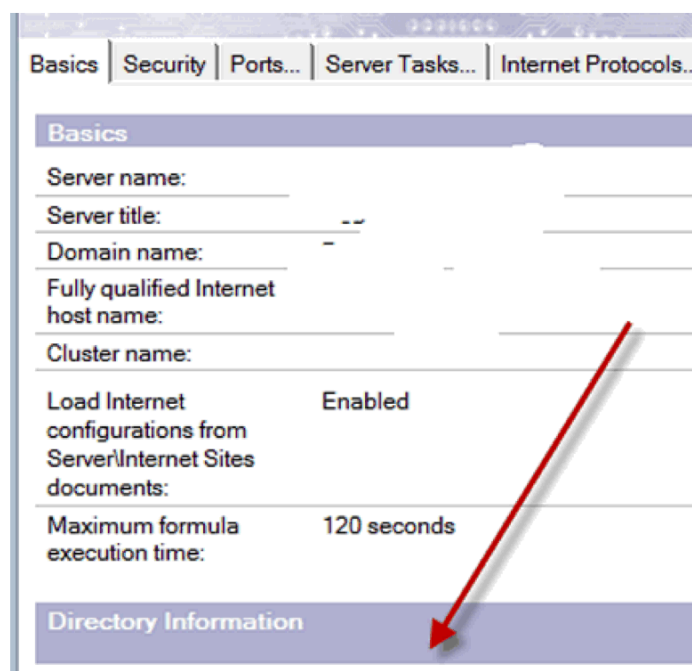 Basics Security Ports... Server Tasks... Internet Protocols..
Basics
Server name:
Server title:
Domain name:
Fully qualified Internet
host name:
Cluster name:
Load Internet Enabled
configurations from
Server\Internet Sites
documents:
Maximum formula 120 seconds
execution time:
Directory Information